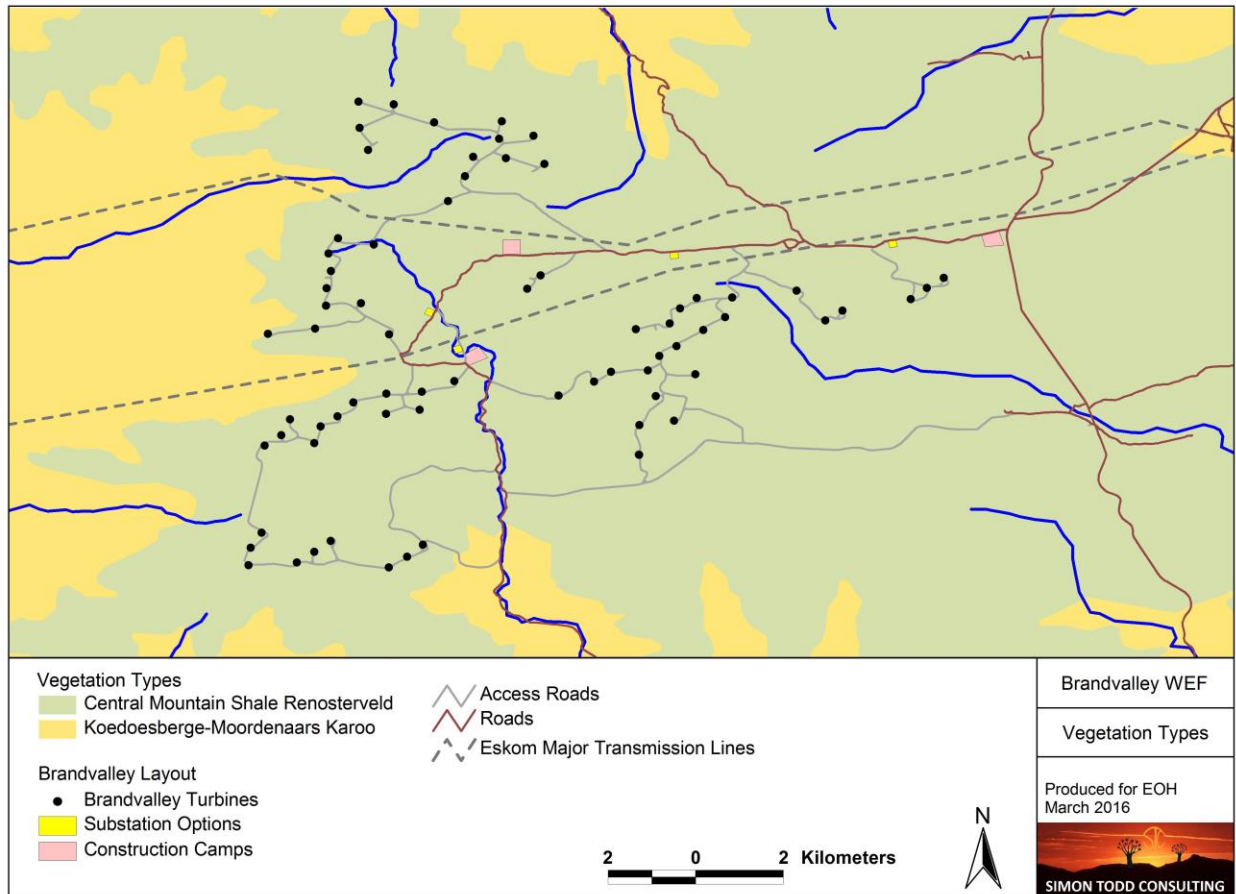 Vegetation Types
Central Mountain Shale Renosterveld
Koedoesberge-Moordenaars Karoo
Brandvalley Layout
Brandvalley Turbines
Substation Options
Construction Camps
Access Roads
Roads
Eskom Major Transmission Lines
2 0 2 Kilometers
N
Brandvalley WEF
Vegetation Types
Produced for EOH
March 2016
SIMON TODD CONSULTING